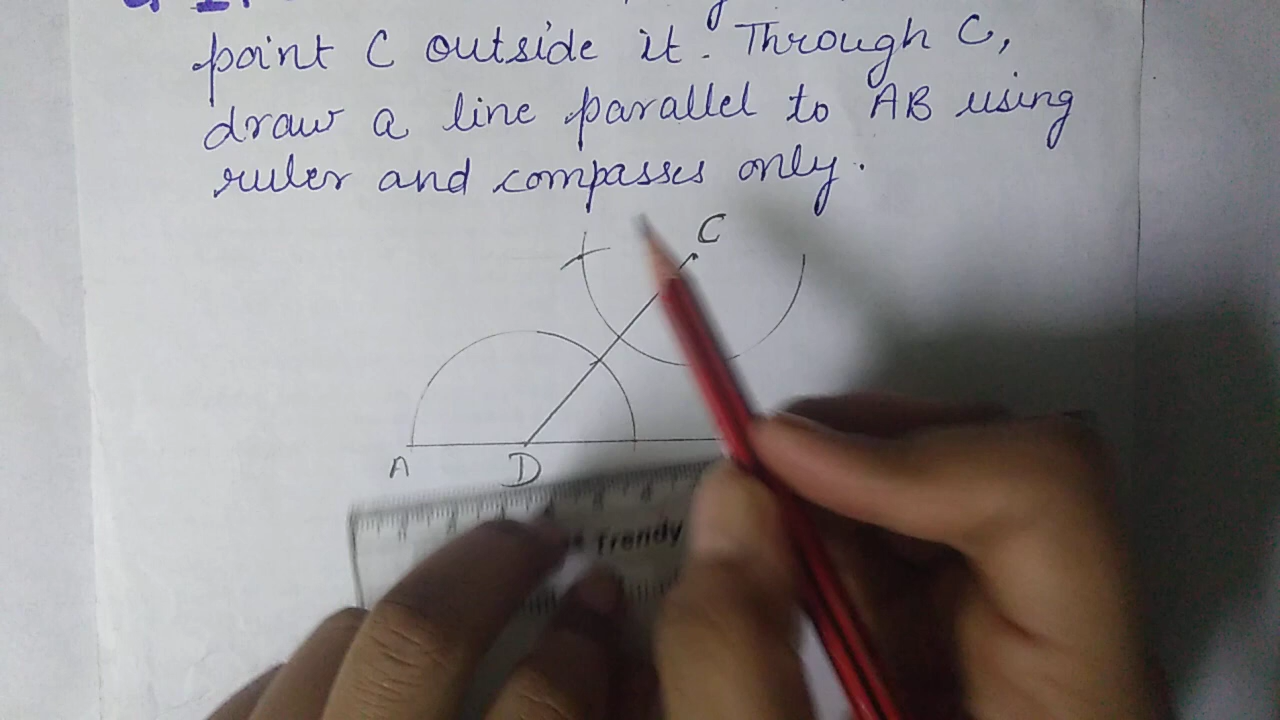 point C outside it. Through C,
draw a line parallel to AB using
ruler and compasses only.
C
A
D
Trendy